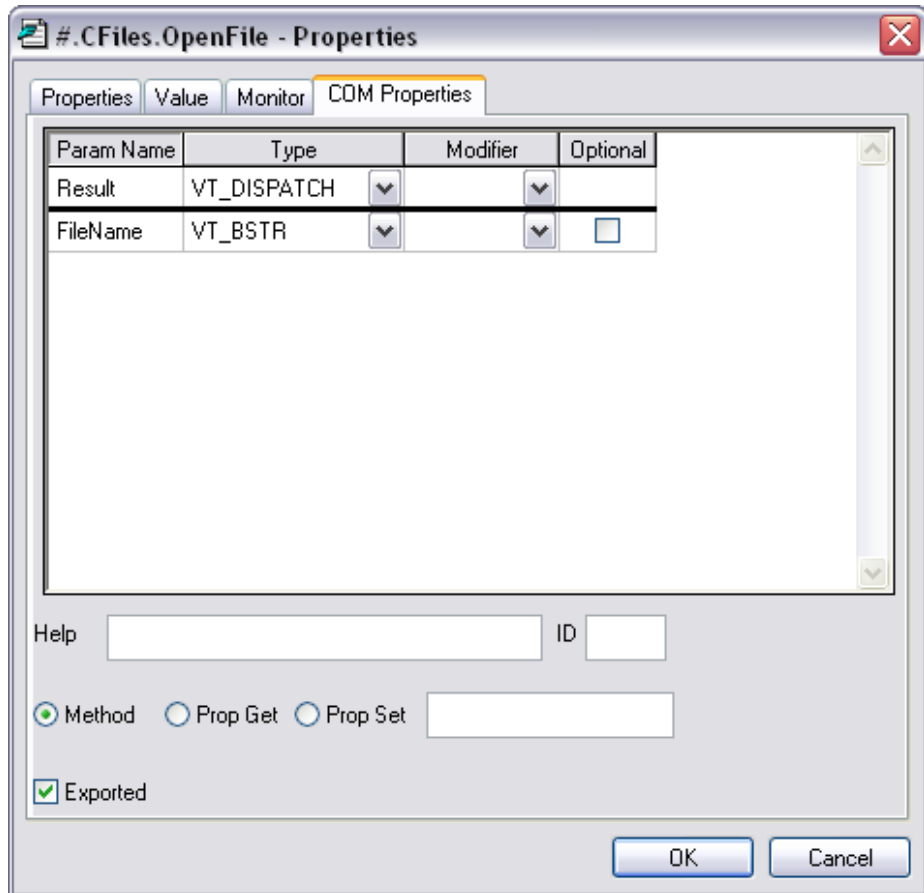 #.CFiles.OpenFile - Properties
Properties Value Monitor COM Properties
Param Name Type Modifier Optional
Result VT_DISPATCH
FileName VT_BSTR
Help ID
Method Prop Get Prop Set
Exported
OK Cancel